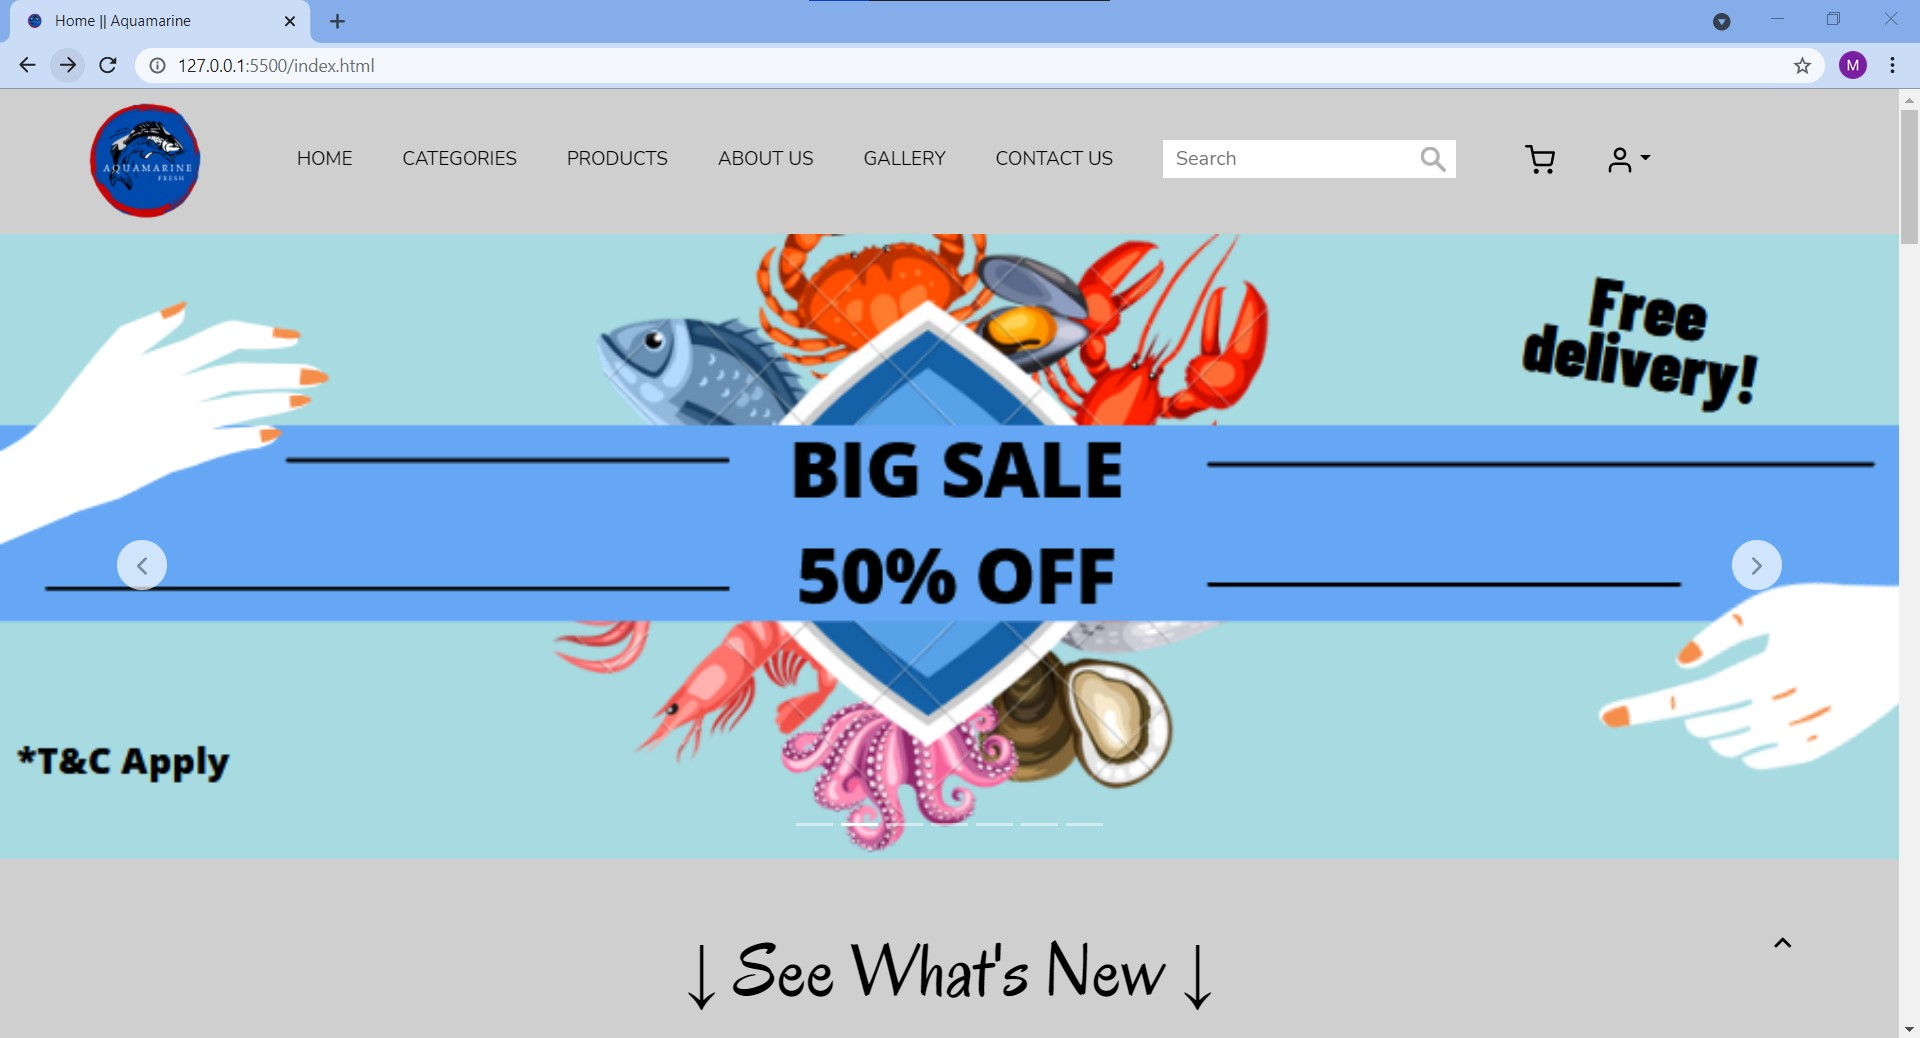 Home || Aquamarine
127.0.0.1:5500/index.html
AQUAMARINE
FRESH
HOME
CATEGORIES
PRODUCTS
ABOUT US
GALLERY
CONTACT US
Search
M
Free
delivery!
BIG SALE
50% OFF
*T&C Apply
↓ See What's New ↓